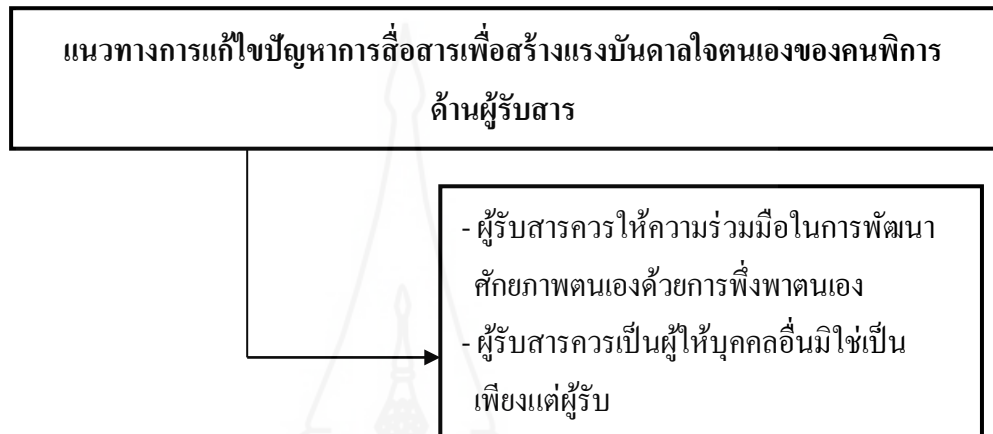 แนวทางการแก้ไขปัญหาการสื่อสารเพื่อสร้างแรงบันดาลใจตนเองของคนพิการ
ด้านผู้รับสาร
- ผู้รับสารควรให้ความร่วมมือในการพัฒนา
ศักยภาพตนเองด้วยการพึ่งพาตนเอง
- ผู้รับสารควรเป็นผู้ให้บุคคลอื่นมิใช่เป็น
เพียงแต่ผู้รับ